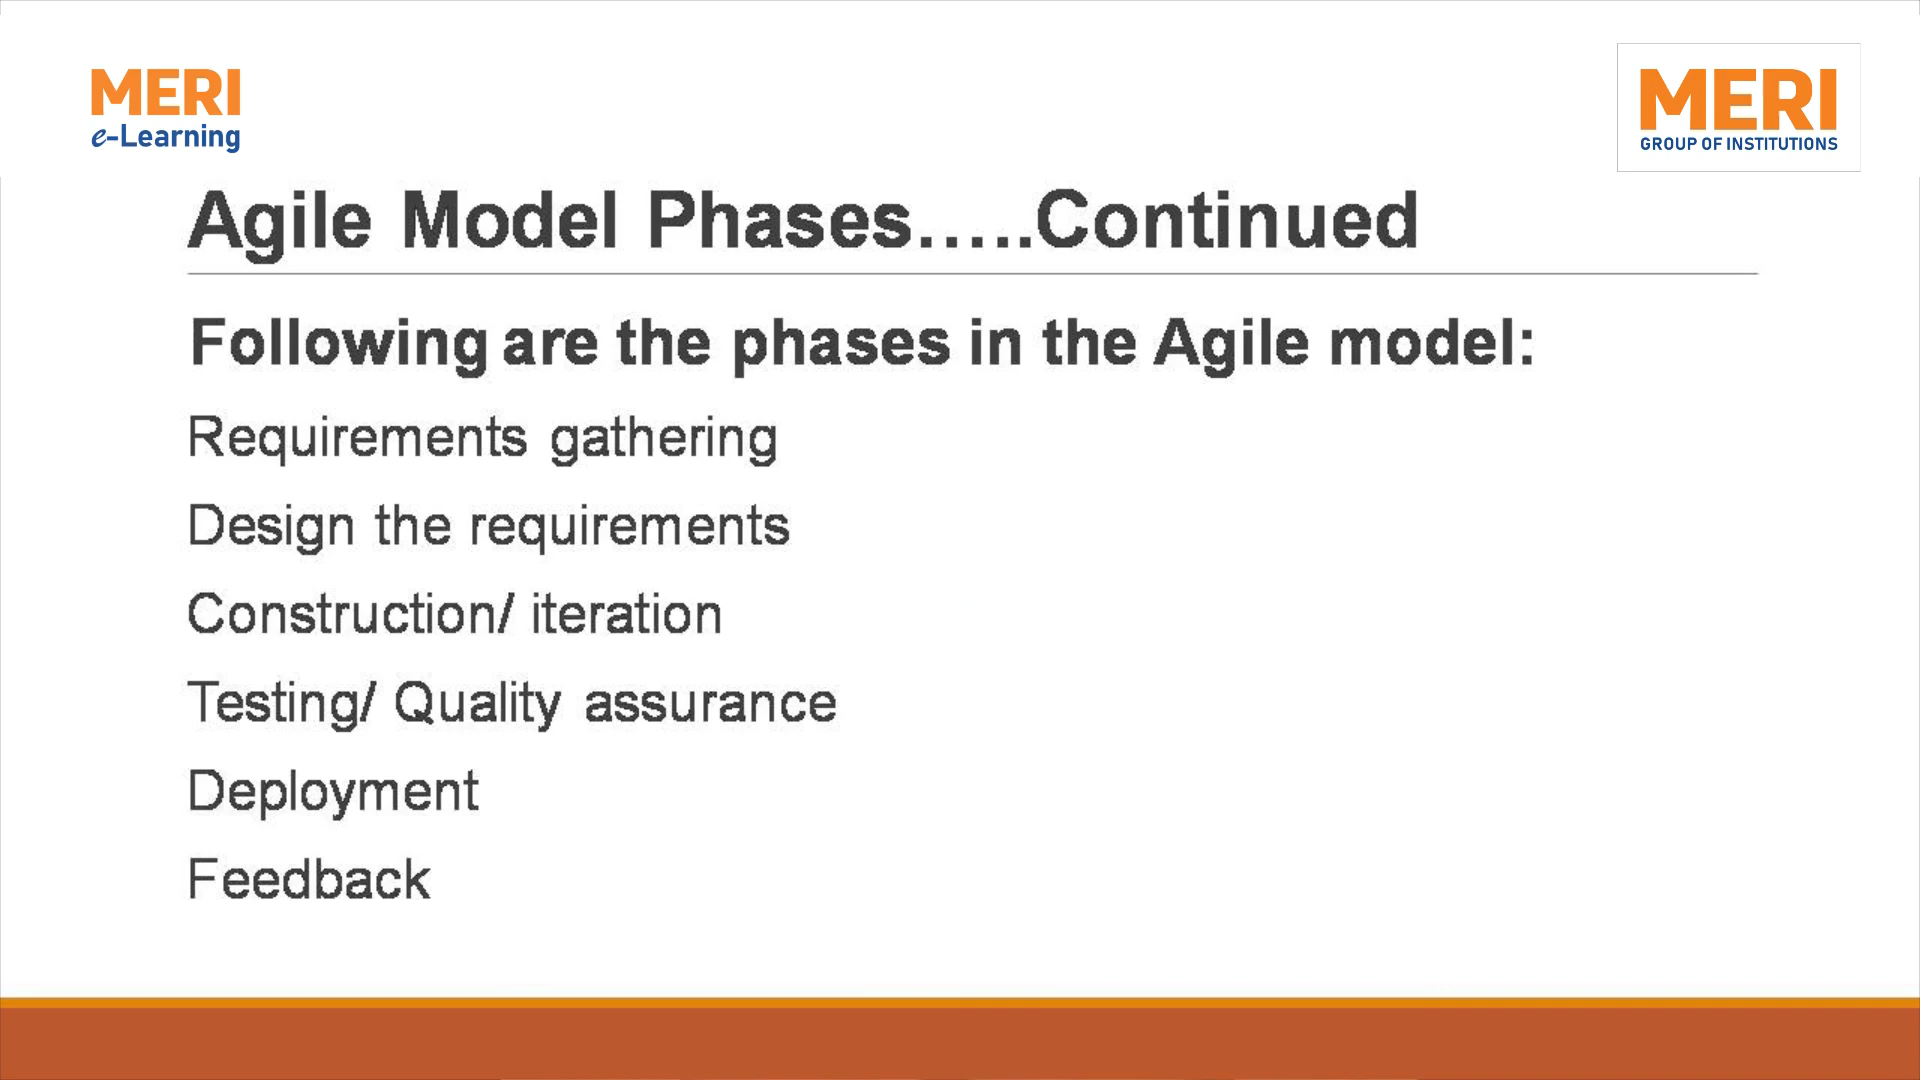 MERI
e-Learning
MERI
GROUP OF INSTITUTIONS
Agile Model Phases…..Continued
Following are the phases in the Agile model:
Requirements gathering
Design the requirements
Construction/ iteration
Testing/ Quality assurance
Deployment
Feedback